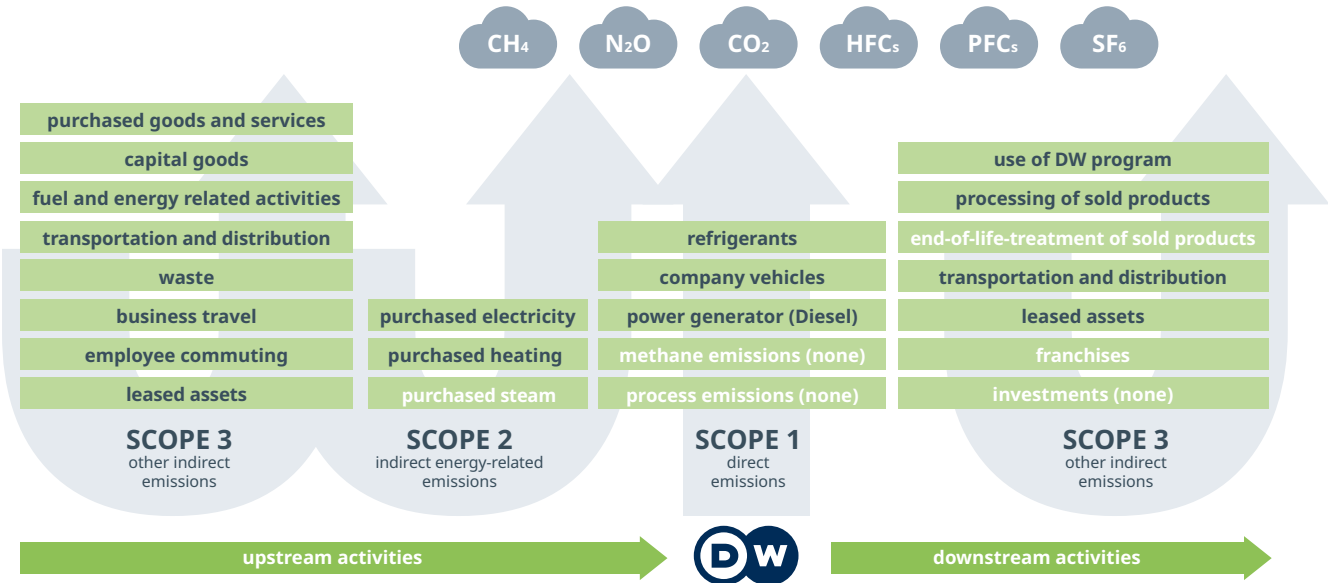 CH4
N2O
CO2
HFCs
PFCs
SF6
purchased goods and services
capital goods
fuel and energy related activities
transportation and distribution
waste
business travel
employee commuting
leased assets
SCOPE 3
other indirect
emissions
purchased electricity
purchased heating
purchased steam
SCOPE 2
indirect energy-related
emissions
refrigerants
company vehicles
power generator (Diesel)
methane emissions (none)
process emissions (none)
SCOPE 1
direct
emissions
use of DW program
processing of sold products
end-of-life-treatment of sold products
transportation and distribution
leased assets
franchises
investments (none)
SCOPE 3
other indirect
emissions
upstream activities
DW
downstream activities